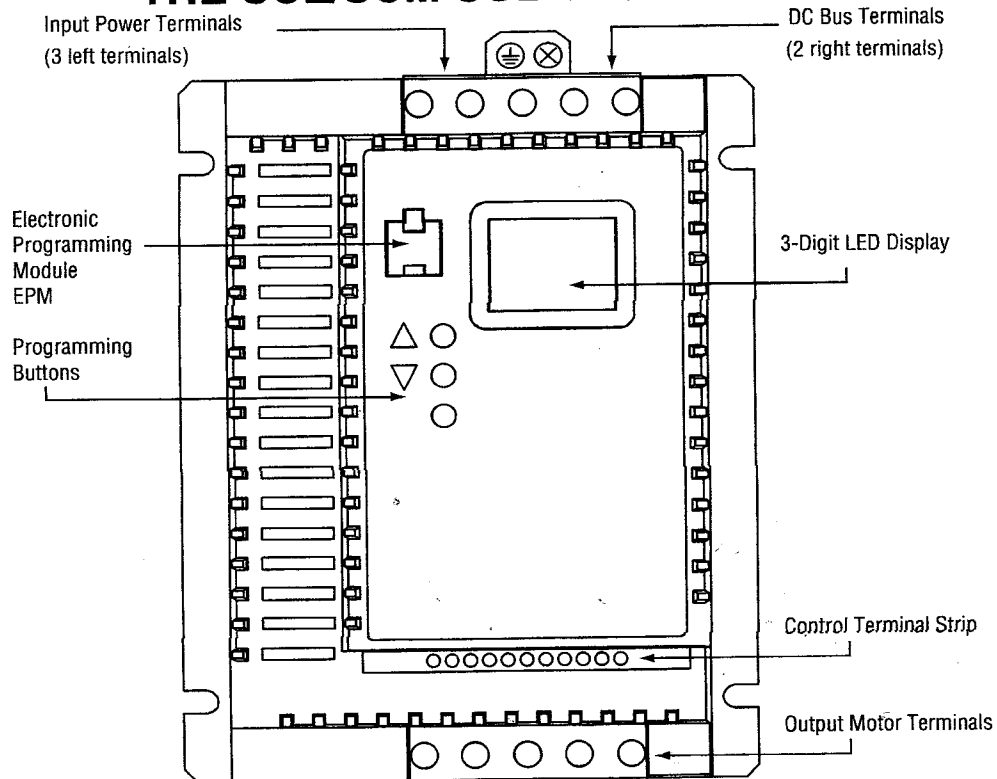 Input Power Terminals
(3 left terminals)
DC Bus Terminals
(2 right terminals)
Electronic
Programming
Module
EPM
3-Digit LED Display
Programming
Buttons
Control Terminal Strip
Output Motor Terminals